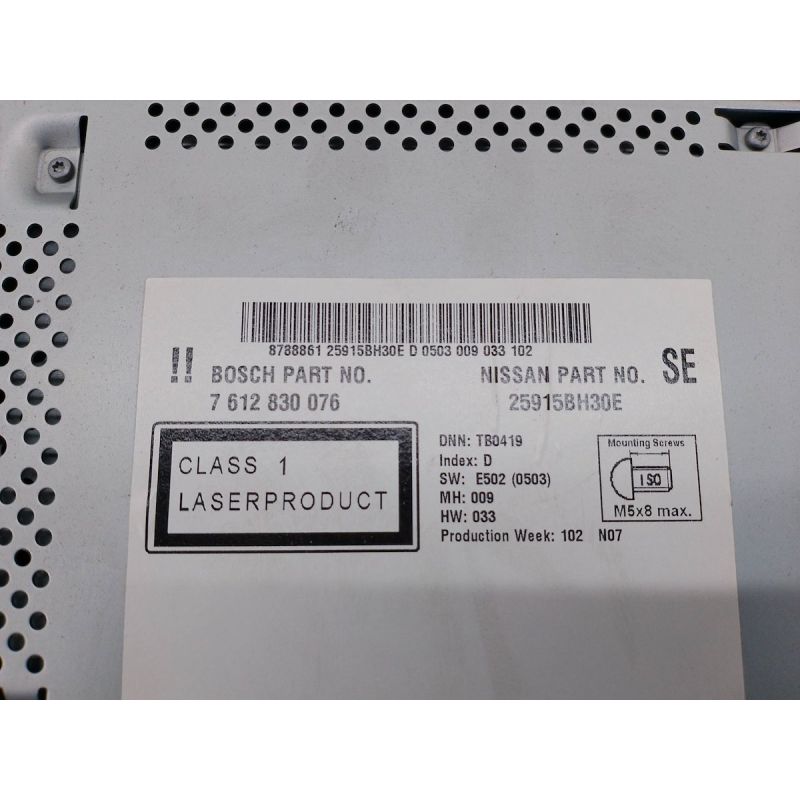 8788861 25915BH30E D 0503 009 033 102
!!
BOSCH PART NO.
7 612 830 076
NISSAN PART NO.
25915BH30E
SE
CLASS 1
LASERPRODUCT
DNN: TB0419
Index: D
SW: E502 (0503)
MH: 009
HW: 033
Production Week: 102 N07
Mounting Screws
ISO
M5x8 max.